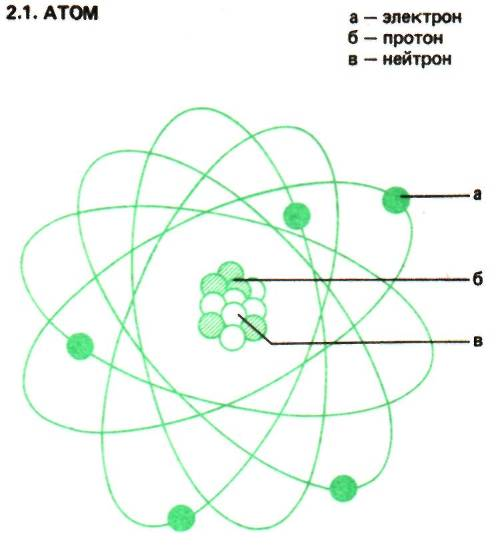 2.1. АТОМ
а — электрон
б — протон
в — нейтрон
а
б
в